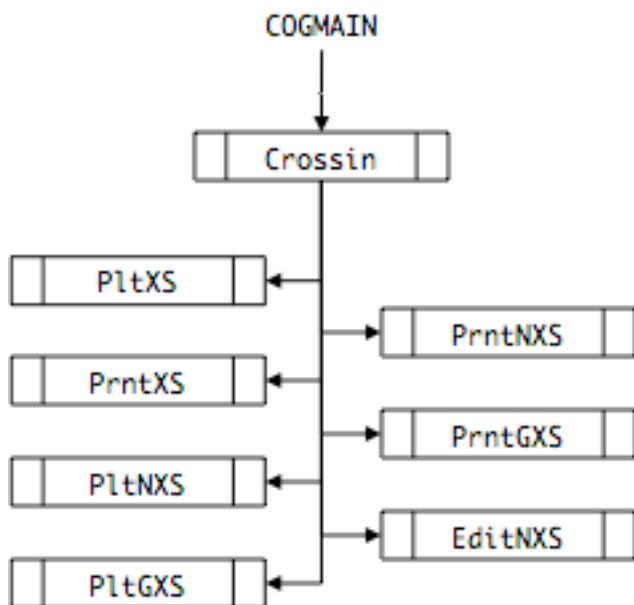 COGMAIN
Crossin
PltXS
PrntNXS
PrntXS
PrntGXS
PltNXS
EditNXS
PltGXS